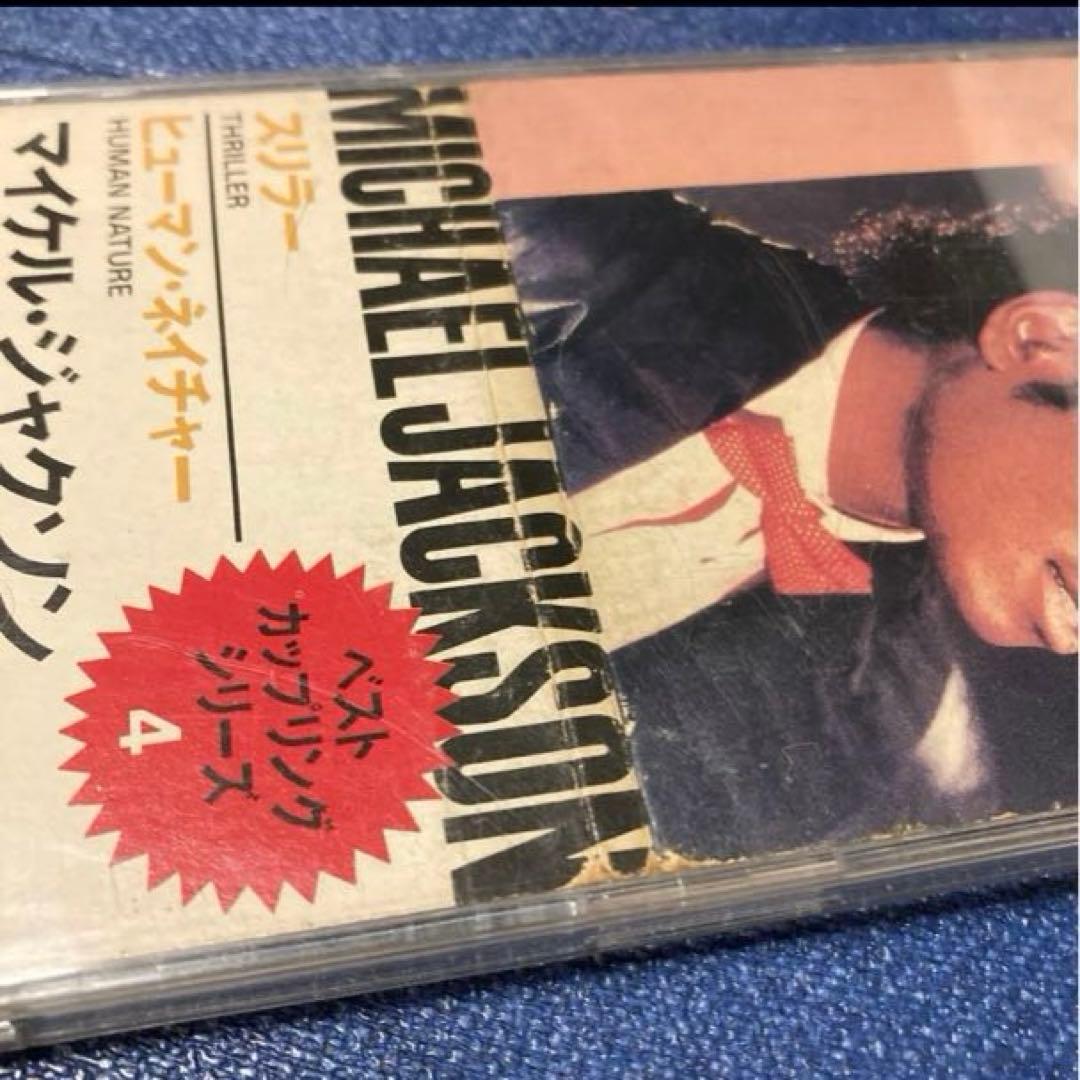 MICHAEL JACKSON
スリラー
THRILLER
ヒューマン・ネイチャー
HUMAN NATURE
マイケル・ジャクソン
ベスト
カップリング
シリーズ
4